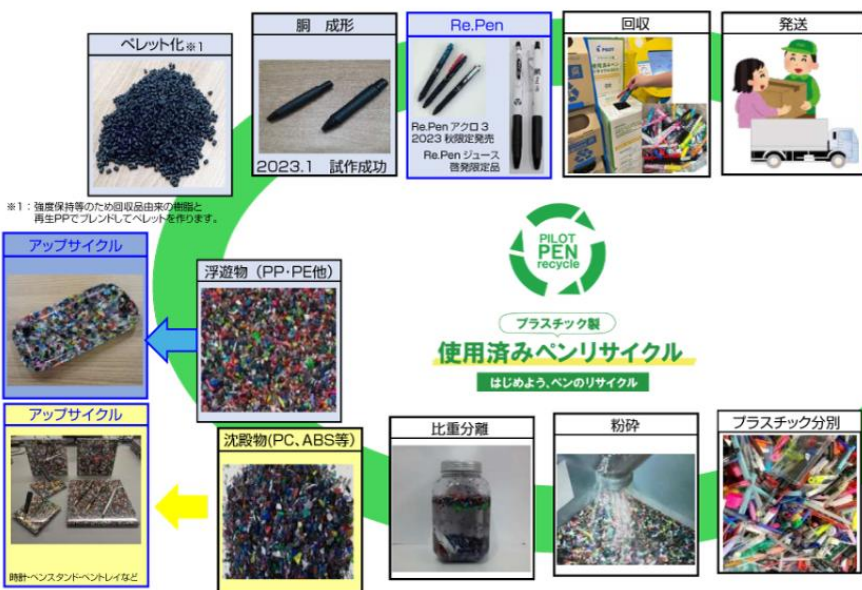 ペレット化※1
胴 成形
2023.1 試作成功
Re.Pen
Re.Pen アクロ3
2023 秋限定発売
Re.Pen ジュース
啓発限定品
回収
PILOT
発送
※1：強度保持等のため回収品由来の樹脂と
再生PPでブレンドしてペレットを作ります。
アップサイクル
浮遊物（PP･PE他）
PILOT
PEN
recycle
プラスチック製
使用済みペンリサイクル
はじめよう、ペンのリサイクル
アップサイクル
時計･ペンスタンド･ペントレイなど
沈殿物(PC、ABS等)
比重分離
粉砕
プラスチック分別